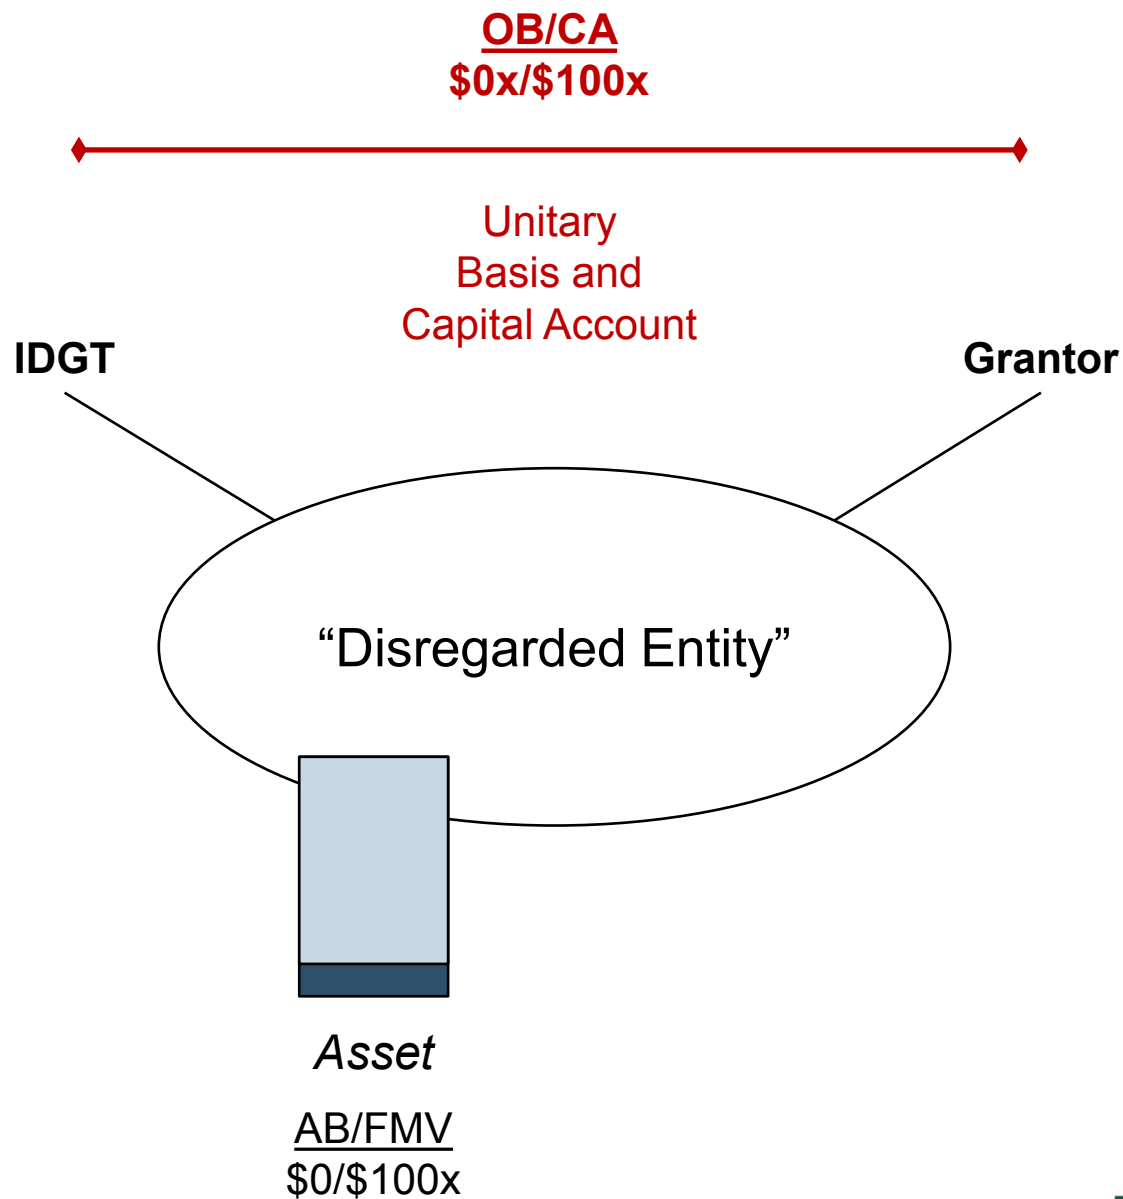 OB/CA
$0x/$100x
Unitary
Basis and
Capital Account
IDGT
Grantor
“Disregarded Entity”
Asset
AB/FMV
$0/$100x